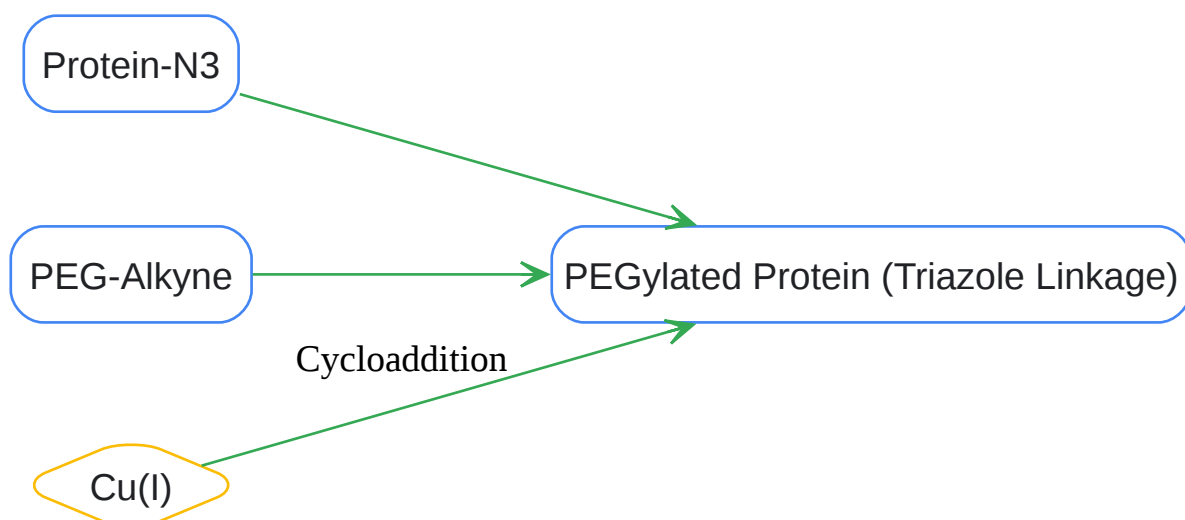 Protein-N3
PEG-Alkyne
PEGylated Protein (Triazole Linkage)
Cycloaddition
Cu(I)